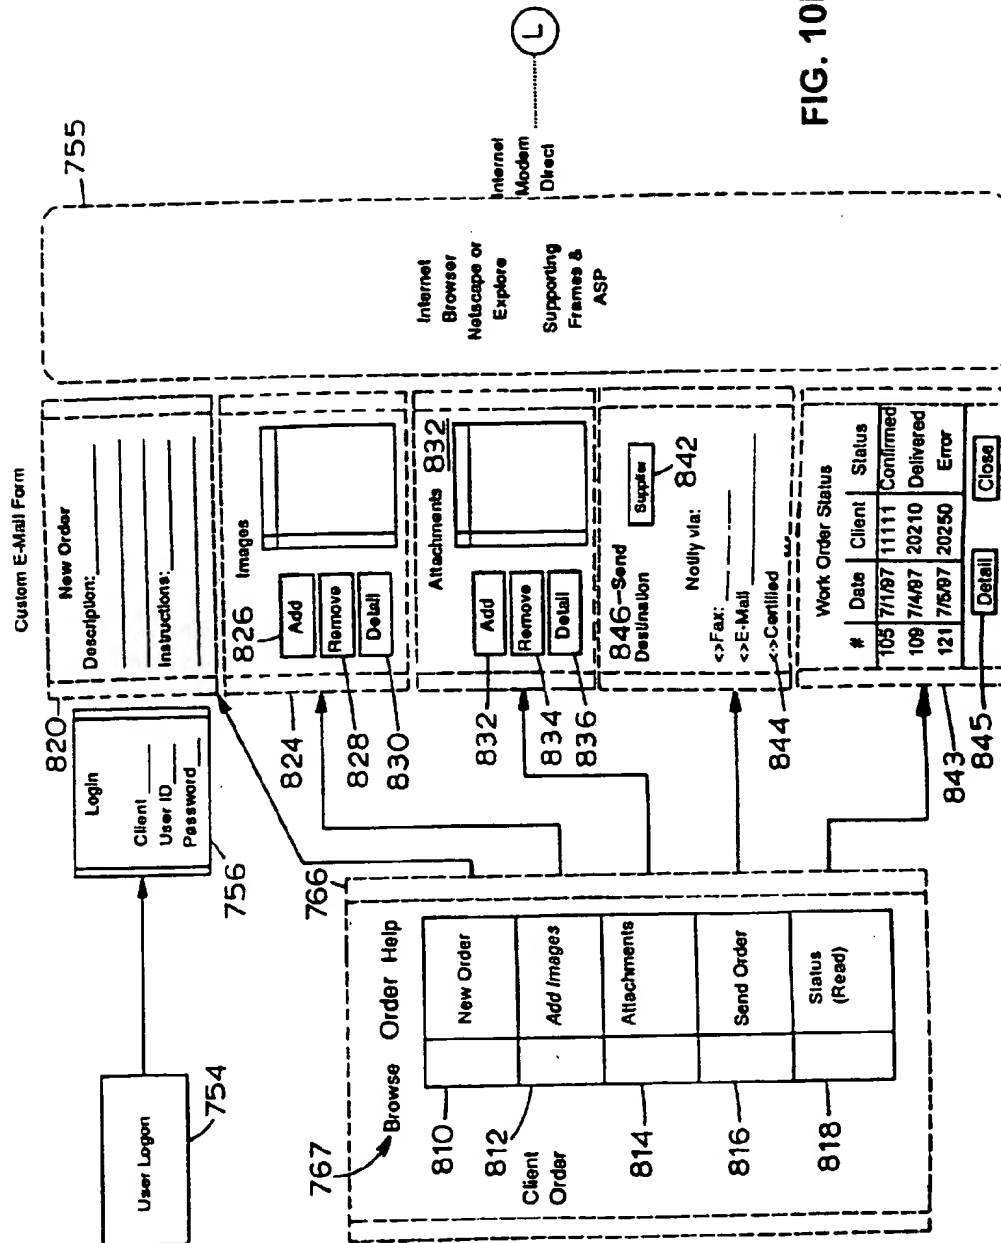 Custom E-Mail Form
User Logon
754
Login
Client
User ID
Password
756
820
New Order
Description:
Instructions:
755
Internet
Browser
Netscape or
Explore
Supporting
Frames &
ASP
Internet
Modem
Direct
L
Images
826
Add
Remove
Detail
824
828
830
Attachments 832
Add
Remove
Detail
832
834
836
846-Send
Destination
Supplier
842
Notify via:
<>Fax:
<>E-Mail
<>Certified
844
Work Order Status
# Date Client Status
105 7/1/97 11111 Confirmed
109 7/4/97 20210 Delivered
121 7/5/97 20250 Error
Detail
Close
843
845
766
767
Browse Order Help
Client
Order
810
New Order
812
Add Images
814
Attachments
816
Send Order
818
Status
(Read)